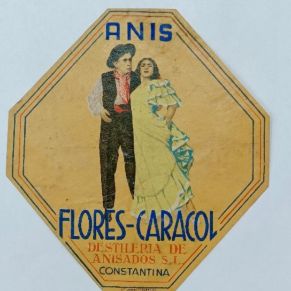 ANIS
FLORES-CARACOL
DESTILERIA DE
ANISADOS S.L.
CONSTANTINA